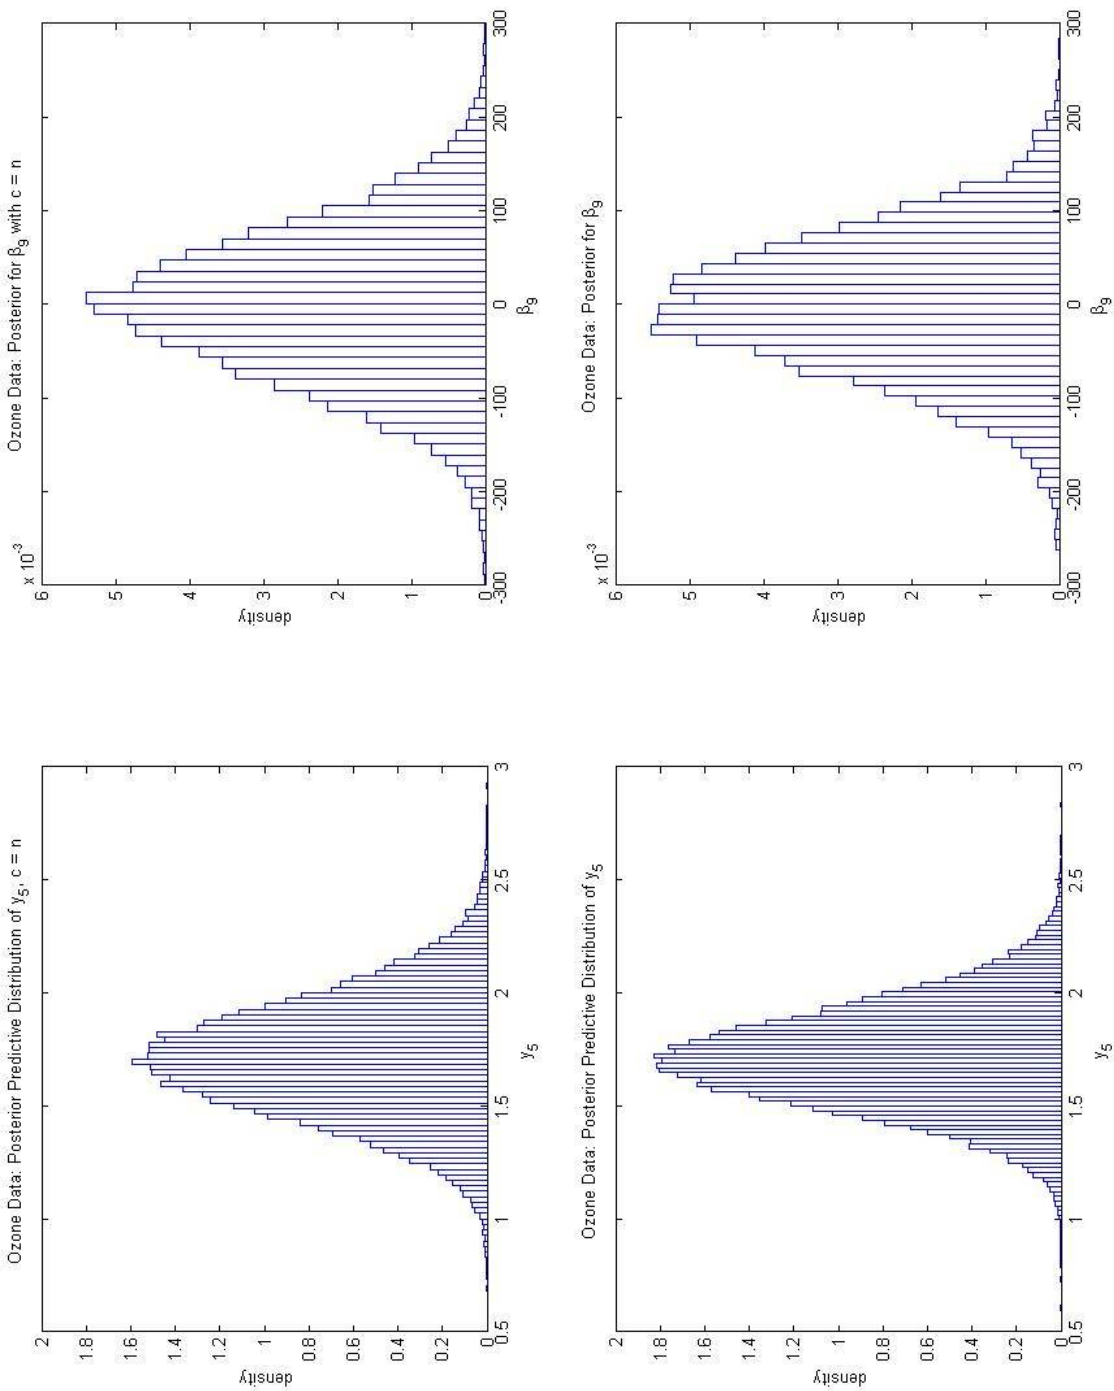 Ozone Data: Posterior Predictive Distribution of y5, c = n
density
2
1.8
1.6
1.4
1.2
1
0.8
0.6
0.4
0.2
0
0.5 1 1.5 2 2.5 3
y5
Ozone Data: Posterior for β9 with c = n
x 10-3
density
6
5
4
3
2
1
0
-300 -200 -100 0 100 200 300
β9
Ozone Data: Posterior Predictive Distribution of y5
density
2
1.8
1.6
1.4
1.2
1
0.8
0.6
0.4
0.2
0
0.5 1 1.5 2 2.5 3
y5
Ozone Data: Posterior for β9
x 10-3
density
6
5
4
3
2
1
0
-300 -200 -100 0 100 200 300
β9